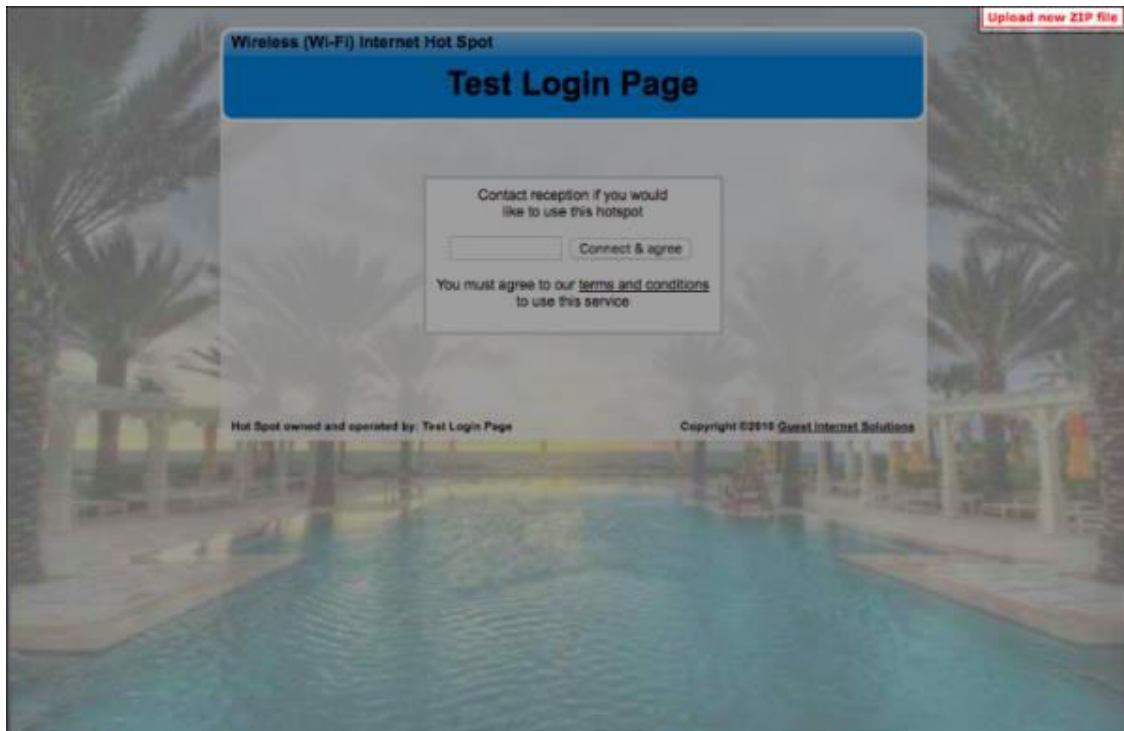 Upload new ZIP file
Wireless (Wi-Fi) Internet Hot Spot
Test Login Page
Contact reception if you would
like to use this hotspot
Connect & agree
You must agree to our terms and conditions
to use this service
Hot Spot owned and operated by: Test Login Page
Copyright ©2018 Guest Internet Solutions